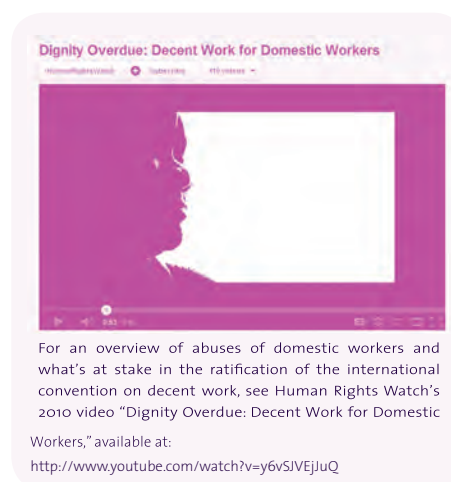 Dignity Overdue: Decent Work for Domestic Workers
HumanRightsWatch Subscribe videos
For an overview of abuses of domestic workers and
what's at stake in the ratification of the international
convention on decent work, see Human Rights Watch's
2010 video “Dignity Overdue: Decent Work for Domestic
Workers,” available at:
http://www.youtube.com/watch?v=y6vSJVEjJuQ